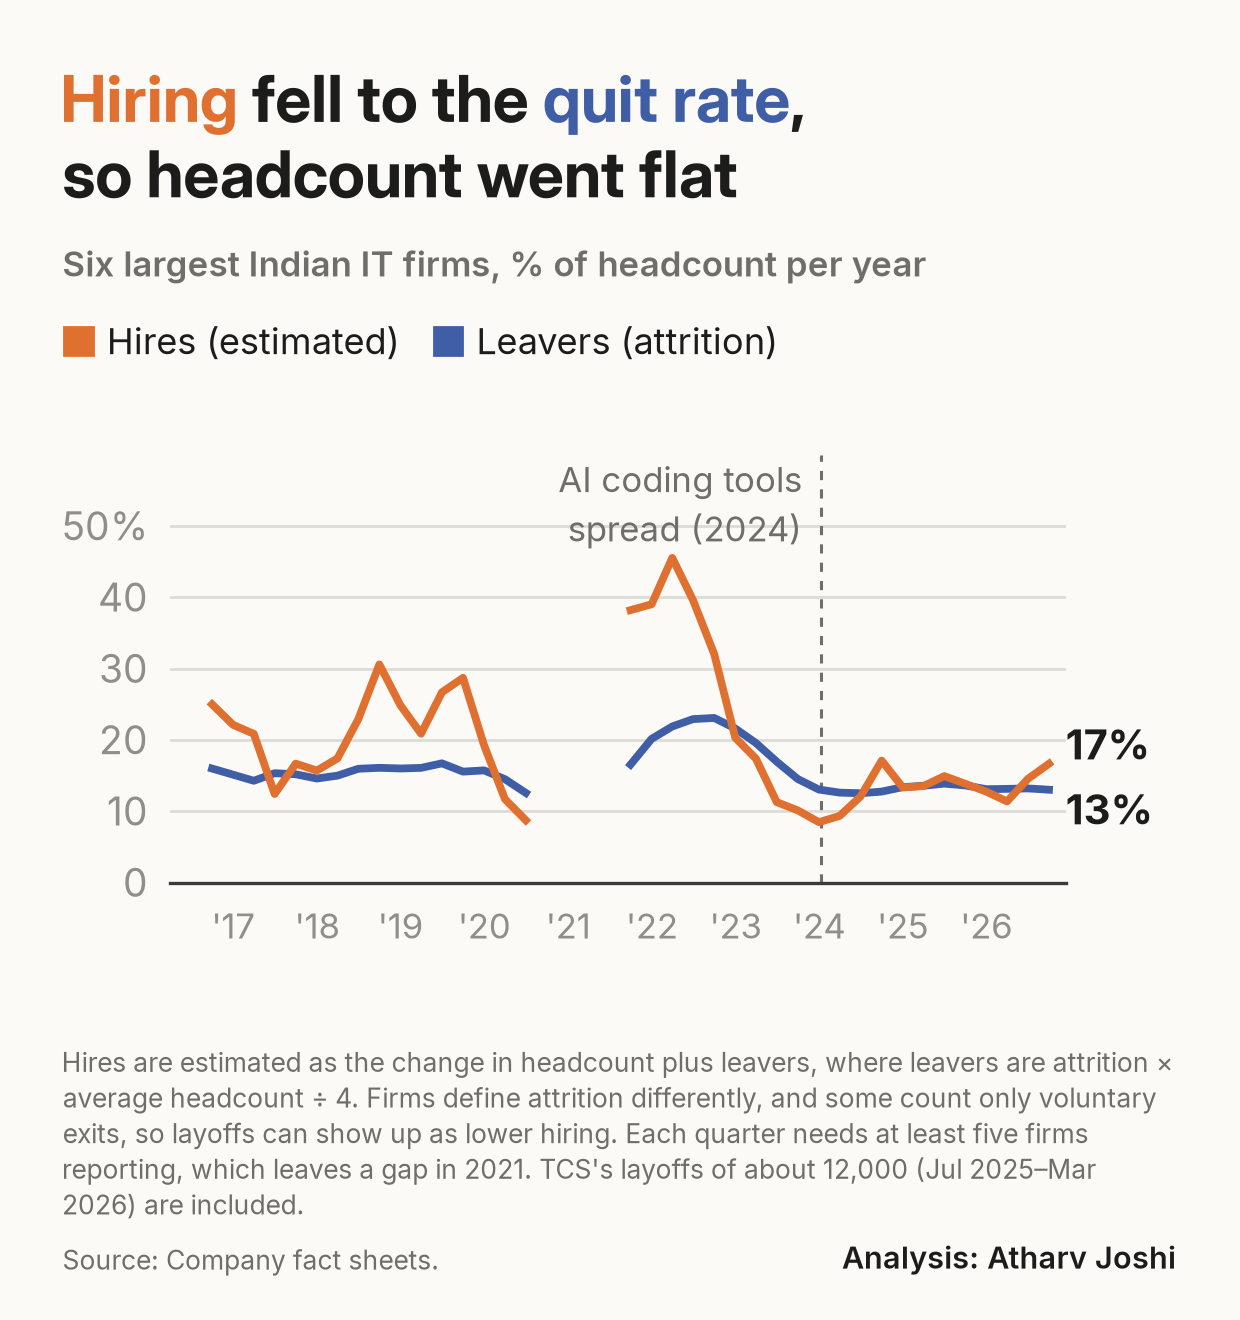 Hiring fell to the quit rate,
so headcount went flat
Six largest Indian IT firms, % of headcount per year
Hires (estimated) Leavers (attrition)
AI coding tools
spread (2024)
50%
40
30
20
10
0
17%
13%
'17 '18 '19 '20 '21 '22 '23 '24 '25 '26
Hires are estimated as the change in headcount plus leavers, where leavers are attrition ×
average headcount ÷ 4. Firms define attrition differently, and some count only voluntary
exits, so layoffs can show up as lower hiring. Each quarter needs at least five firms
reporting, which leaves a gap in 2021. TCS's layoffs of about 12,000 (Jul 2025–Mar
2026) are included.
Source: Company fact sheets.
Analysis: Atharv Joshi